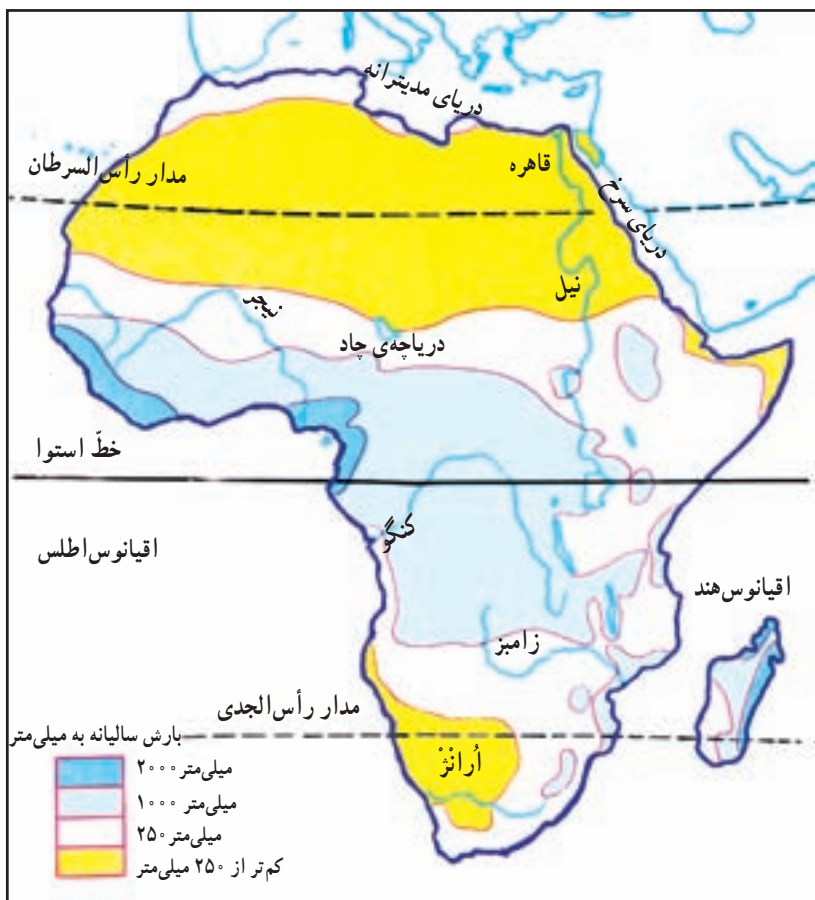 دریای مدیترانه
قاهره
مدار رأس‌السرطان
دریای سرخ
نیل
نیجر
دریاچه‌ی چاد
خطّ استوا
کنگو
اقیانوس اطلس
اقیانوس هند
زامبز
مدار رأس‌الجدی
اُرانْژْ
بارش سالیانه به میلی‌متر
۲۰۰۰ میلی‌متر
۱۰۰۰ میلی‌متر
۲۵۰ میلی‌متر
کم‌تر از ۲۵۰ میلی‌متر